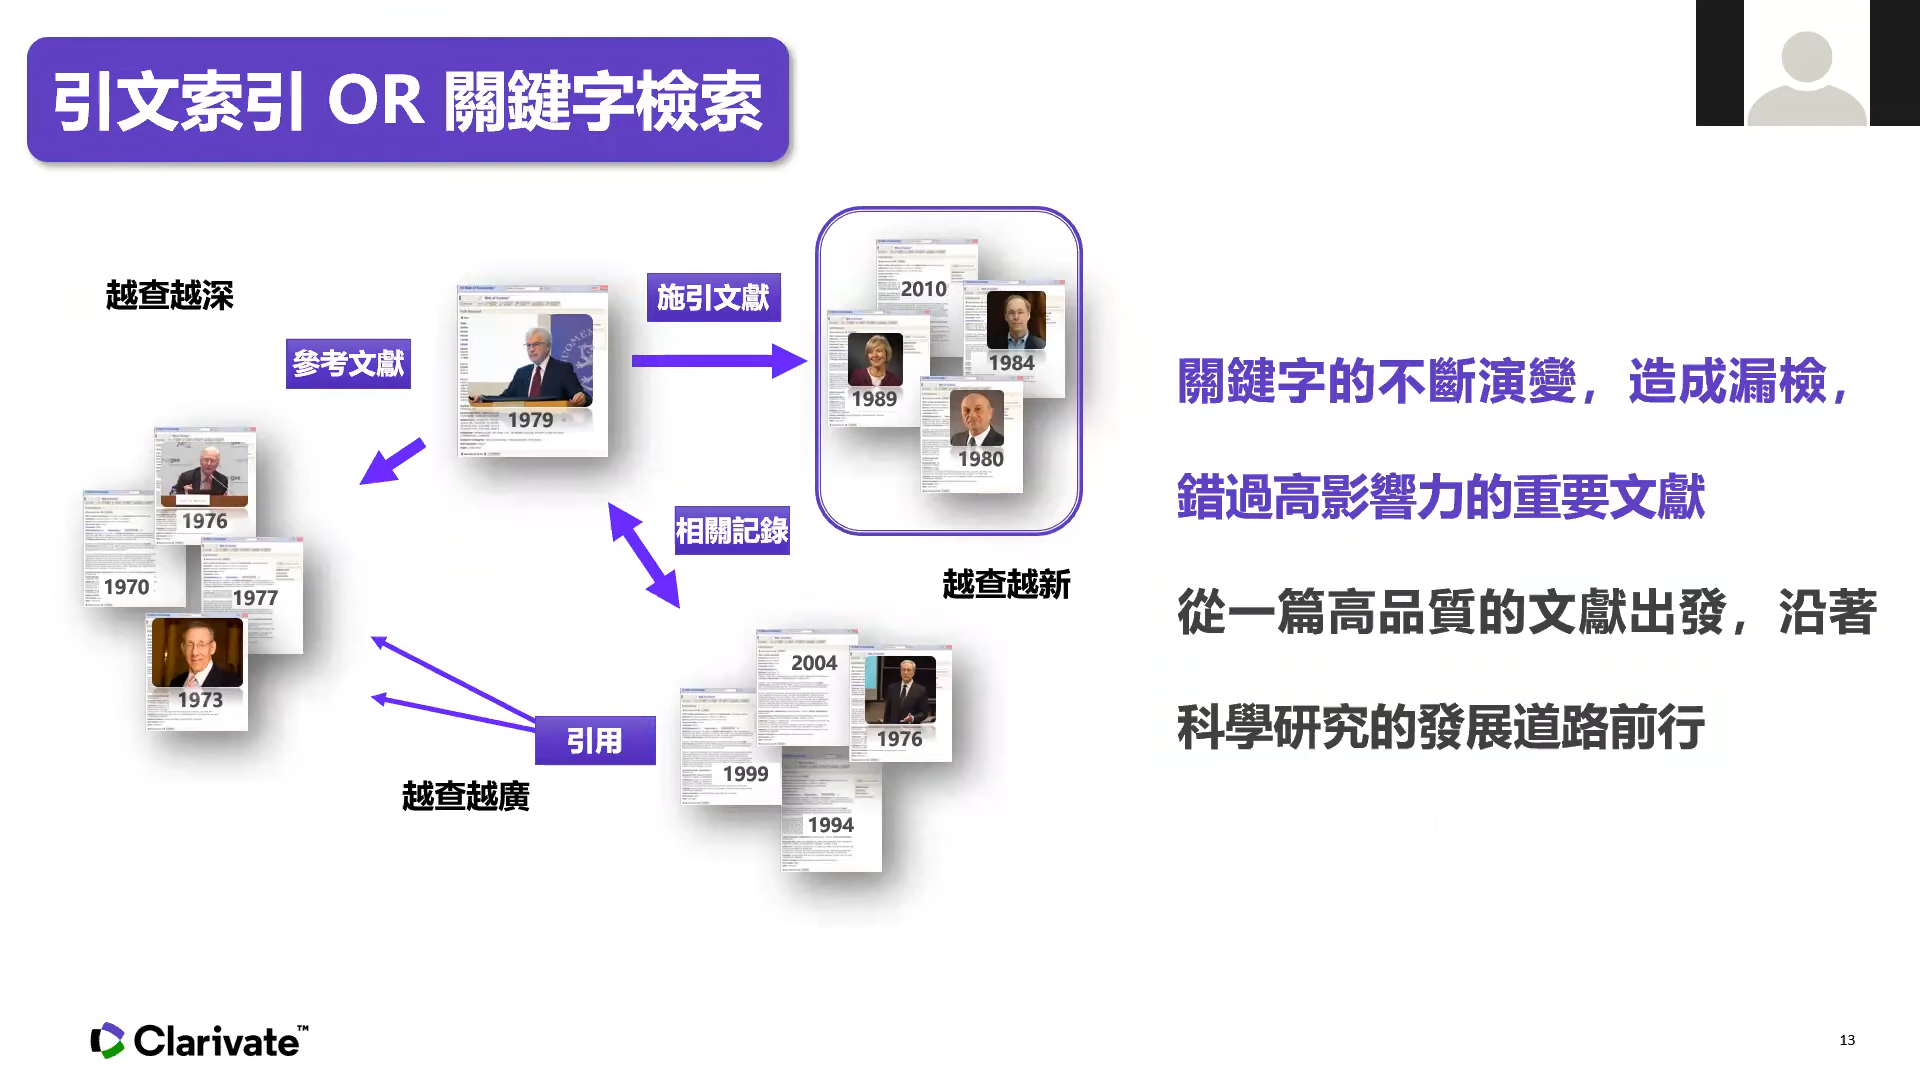 引文索引 OR 關鍵字檢索
越查越深
參考文獻
施引文獻
1979
2010
1984
1989
1980
1976
1970
1977
1973
相關記錄
越查越新
引用
越查越廣
2004
1976
1999
1994
關鍵字的不斷演變，造成漏檢，
錯過高影響力的重要文獻
從一篇高品質的文獻出發，沿著
科學研究的發展道路前行
Clarivate™
13